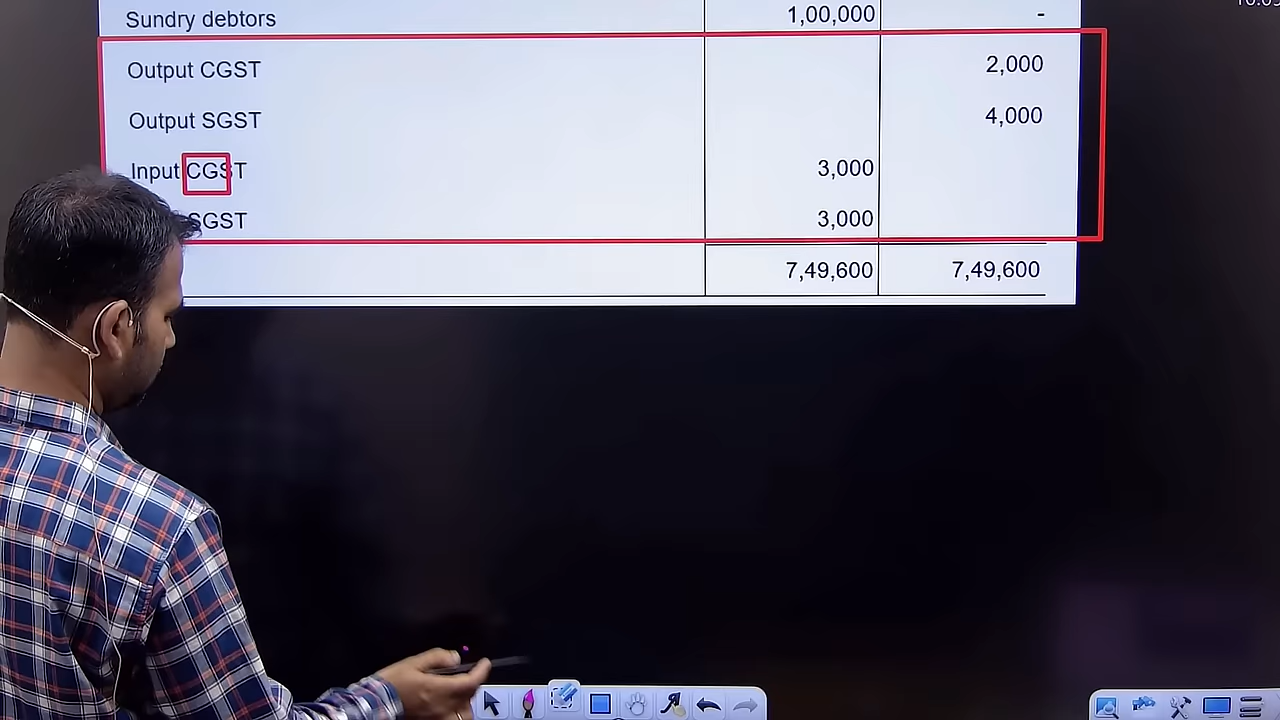 Sundry debtors 1,00,000 -
Output CGST 2,000
Output SGST 4,000
Input CGST 3,000
SGST 3,000
7,49,600 7,49,600